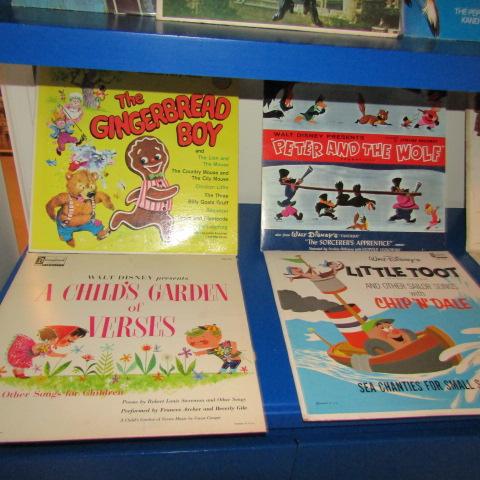 THE PEP
KAND
The
GINGERBREAD
BOY
and
The Lion and
The Mouse
The Country Mouse and
The City Mouse
Chicken Little
The Three
Billy Goats Gruff
WALT DISNEY PRESENTS
PETER AND THE WOLF
also from Walt Disney's "Fantasia"
"The SORCERER'S APPRENTICE"
WALT DISNEY presents
A CHILD'S GARDEN
of
VERSES
Other Songs for Children
Poems by Robert Louis Stevenson and Other Songs
Performed by Frances Archer and Beverly Gile
Walt Disney's
LITTLE TOOT
AND OTHER SAILOR SONGS
with
CHIP 'N' DALE
SEA CHANTIES FOR SMALL S